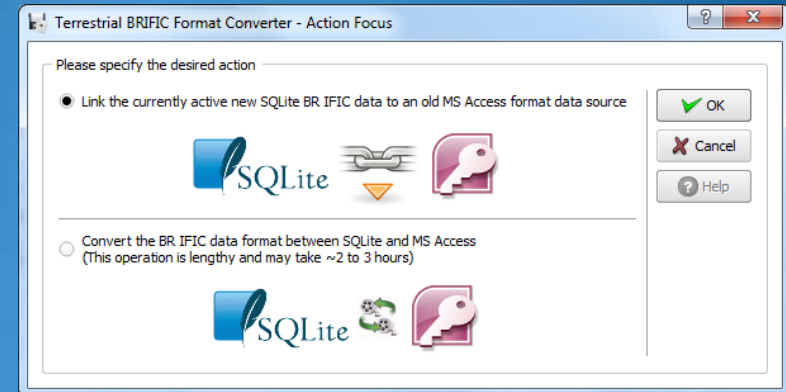 Terrestrial BRIFIC Format Converter - Action Focus
Please specify the desired action
Link the currently active new SQLite BR IFIC data to an old MS Access format data source
OK
SQLite
Cancel
Help
Convert the BR IFIC data format between SQLite and MS Access
(This operation is lengthy and may take ~2 to 3 hours)
SQLite